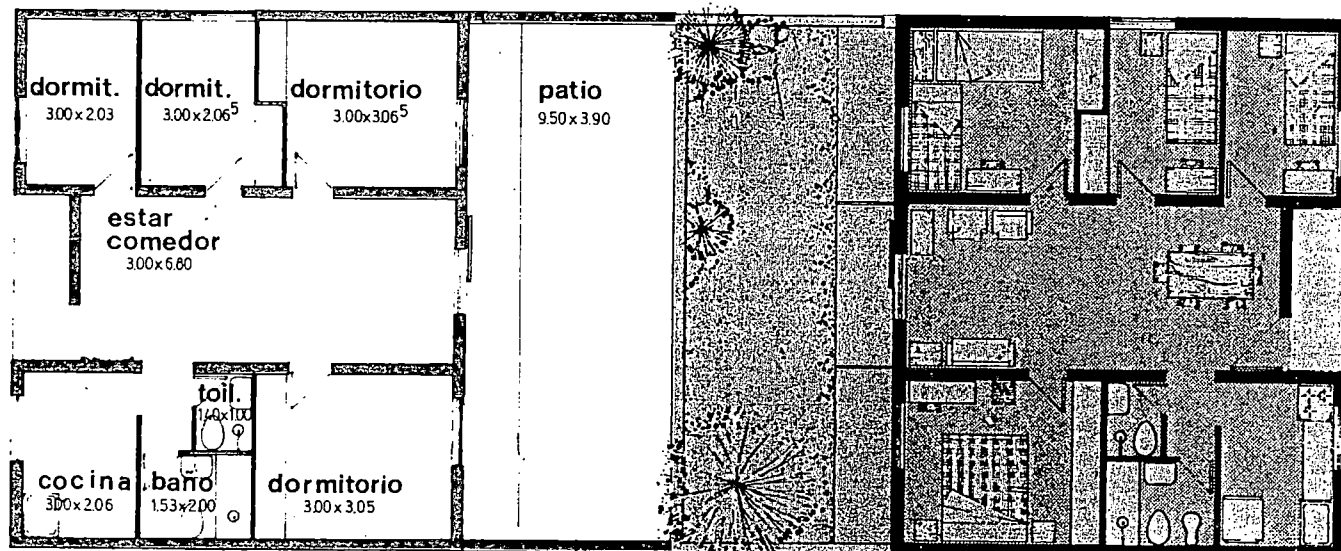 dormit.
3.00 x 2.03
dormit.
3.00 x 2.06⁵
dormitorio
3.00 x 3.06⁵
patio
9.50 x 3.90
estar
comedor
3.00 x 6.60
toil.
1.40 x 1.00
cocina
3.00 x 2.06
baño
1.53 x 2.00
dormitorio
3.00 x 3.05